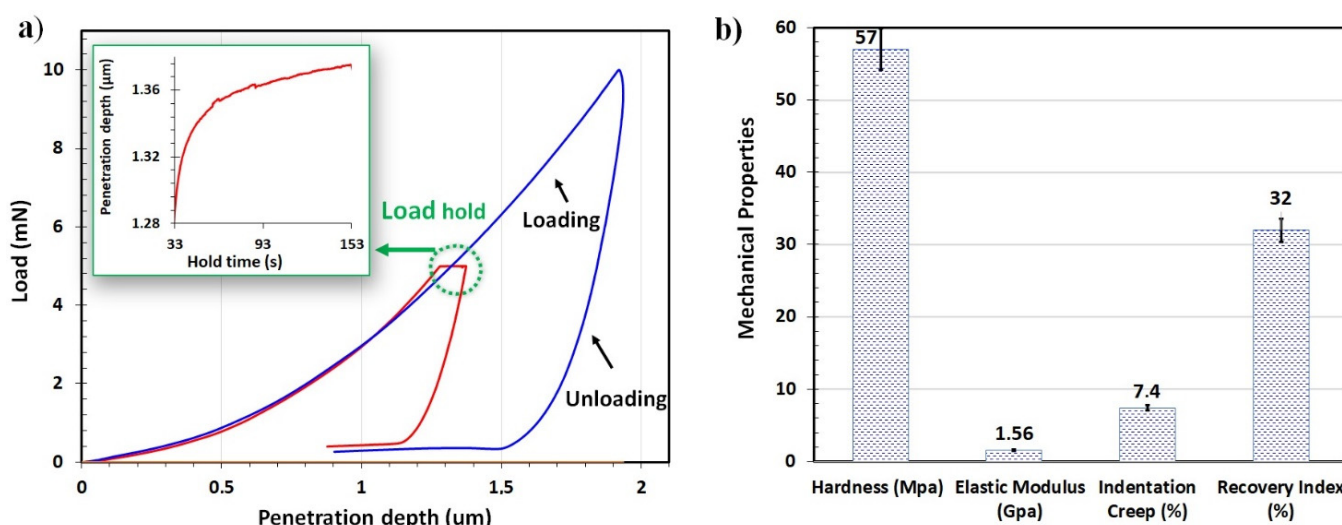 a)
Load (mN)
10
8
6
4
2
0
0
0.5
1
1.5
2
Penetration depth (um)
Penetration depth (μm)
1.36
1.32
1.28
33
93
153
Hold time (s)
Load hold
Loading
Unloading
b)
Mechanical Properties
60
50
40
30
20
10
0
57
1.56
7.4
32
Hardness (Mpa)
Elastic Modulus
(Gpa)
Indentation
Creep (%)
Recovery Index
(%)